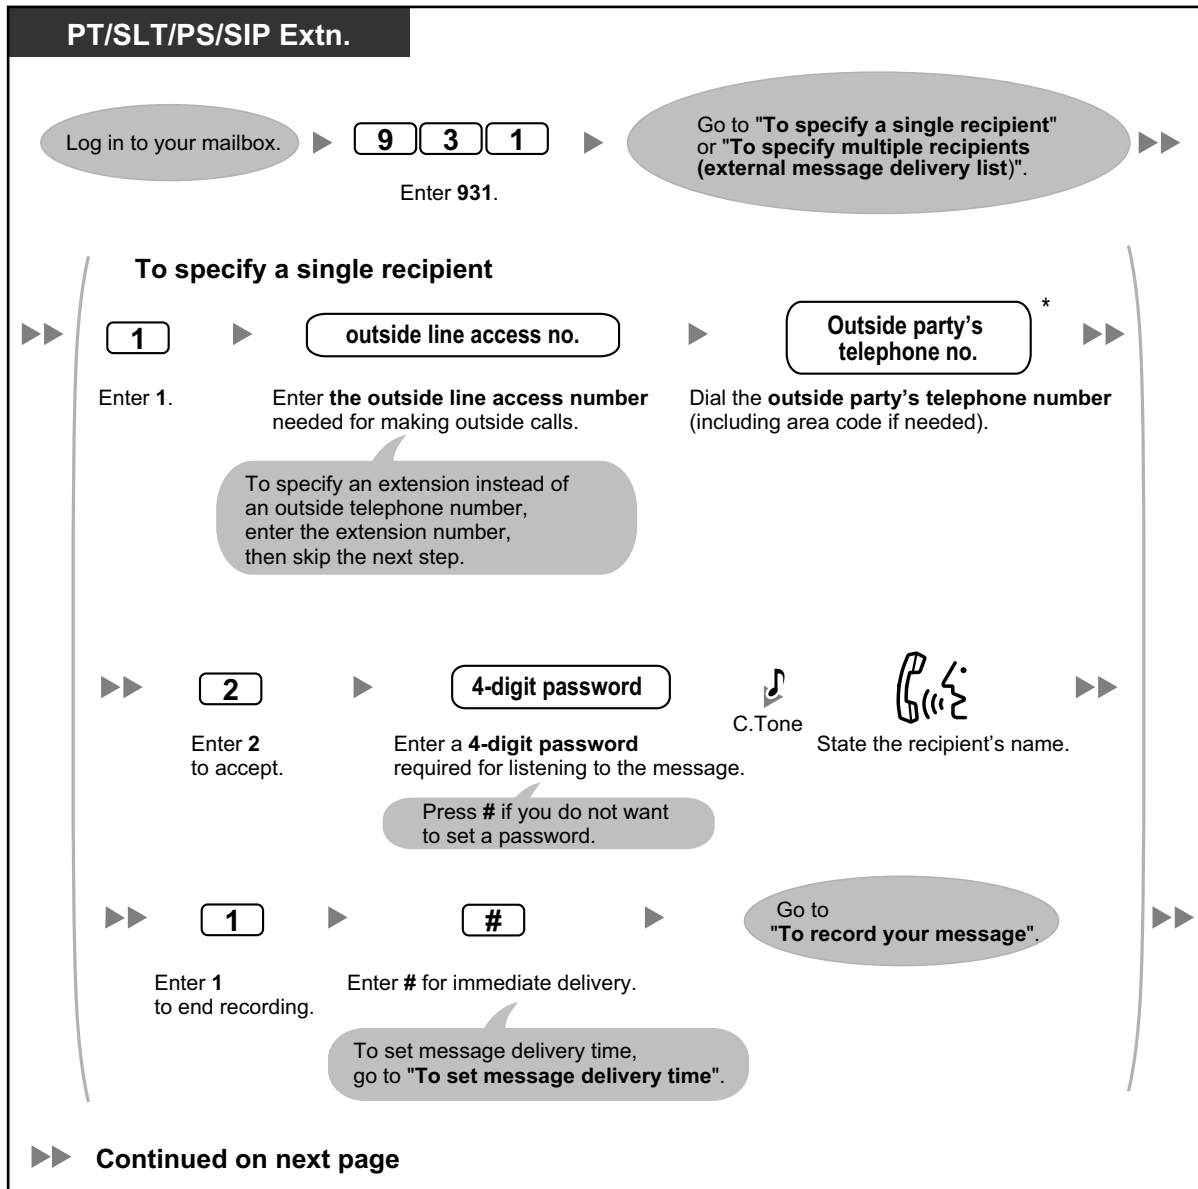 PT/SLT/PS/SIP Extn.
Log in to your mailbox.
9 3 1
Enter 931.
Go to "To specify a single recipient"
or "To specify multiple recipients
(external message delivery list)".
To specify a single recipient
1
Enter 1.
outside line access no.
Enter the outside line access number
needed for making outside calls.
To specify an extension instead of
an outside telephone number,
enter the extension number,
then skip the next step.
Outside party's
telephone no.
*
Dial the outside party's telephone number
(including area code if needed).
2
Enter 2
to accept.
4-digit password
Enter a 4-digit password
required for listening to the message.
Press # if you do not want
to set a password.
C.Tone
State the recipient's name.
1
Enter 1
to end recording.
#
Enter # for immediate delivery.
To set message delivery time,
go to "To set message delivery time".
Go to
"To record your message".
Continued on next page